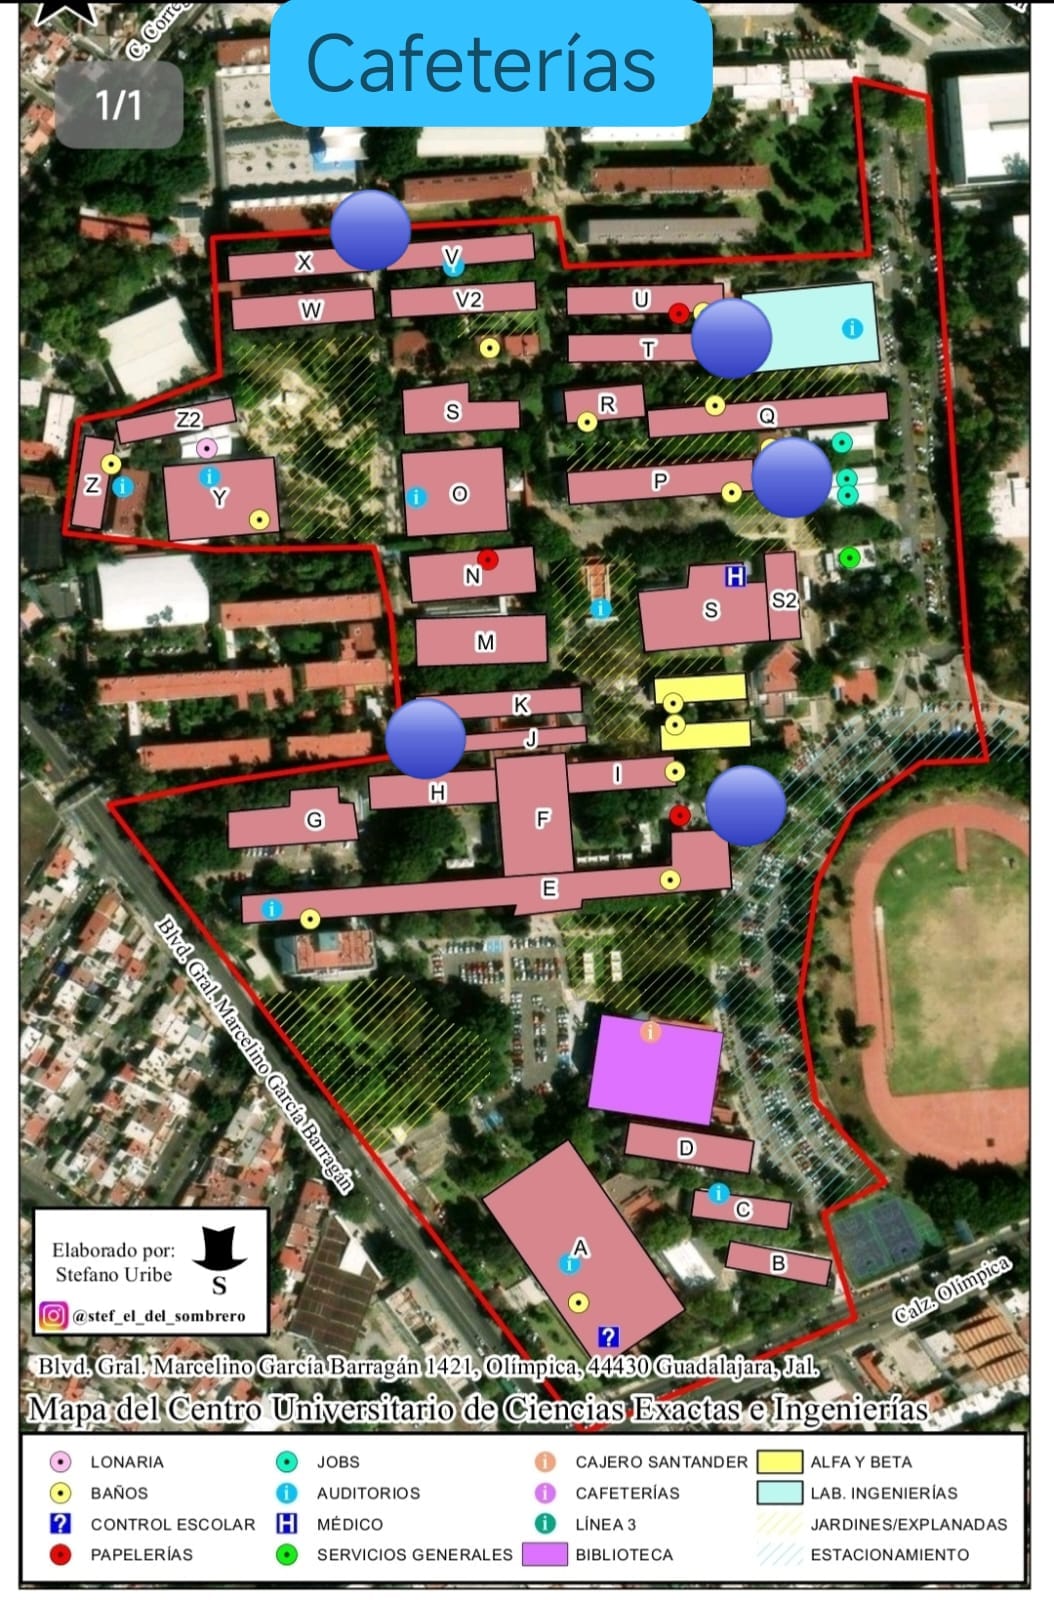 Cafeterías
C. Correg
1/1
X
V
W
V2
U
T
Z2
S
R
Q
Z
Y
O
P
N
H
S
S2
M
K
J
I
H
G
F
E
Blvd. Gral. Marcelino García Barragán
D
C
A
B
Calz. Olímpica
Elaborado por:
Stefano Uribe
S
@stef_el_del_sombrero
?
Blvd. Gral. Marcelino García Barragán 1421, Olímpica, 44430 Guadalajara, Jal.
Mapa del Centro Universitario de Ciencias Exactas e Ingenierías
LONARIA
JOBS
CAJERO SANTANDER
ALFA Y BETA
BAÑOS
AUDITORIOS
CAFETERÍAS
LAB. INGENIERÍAS
? CONTROL ESCOLAR
H MÉDICO
LÍNEA 3
JARDINES/EXPLANADAS
PAPELERÍAS
SERVICIOS GENERALES
BIBLIOTECA
ESTACIONAMIENTO